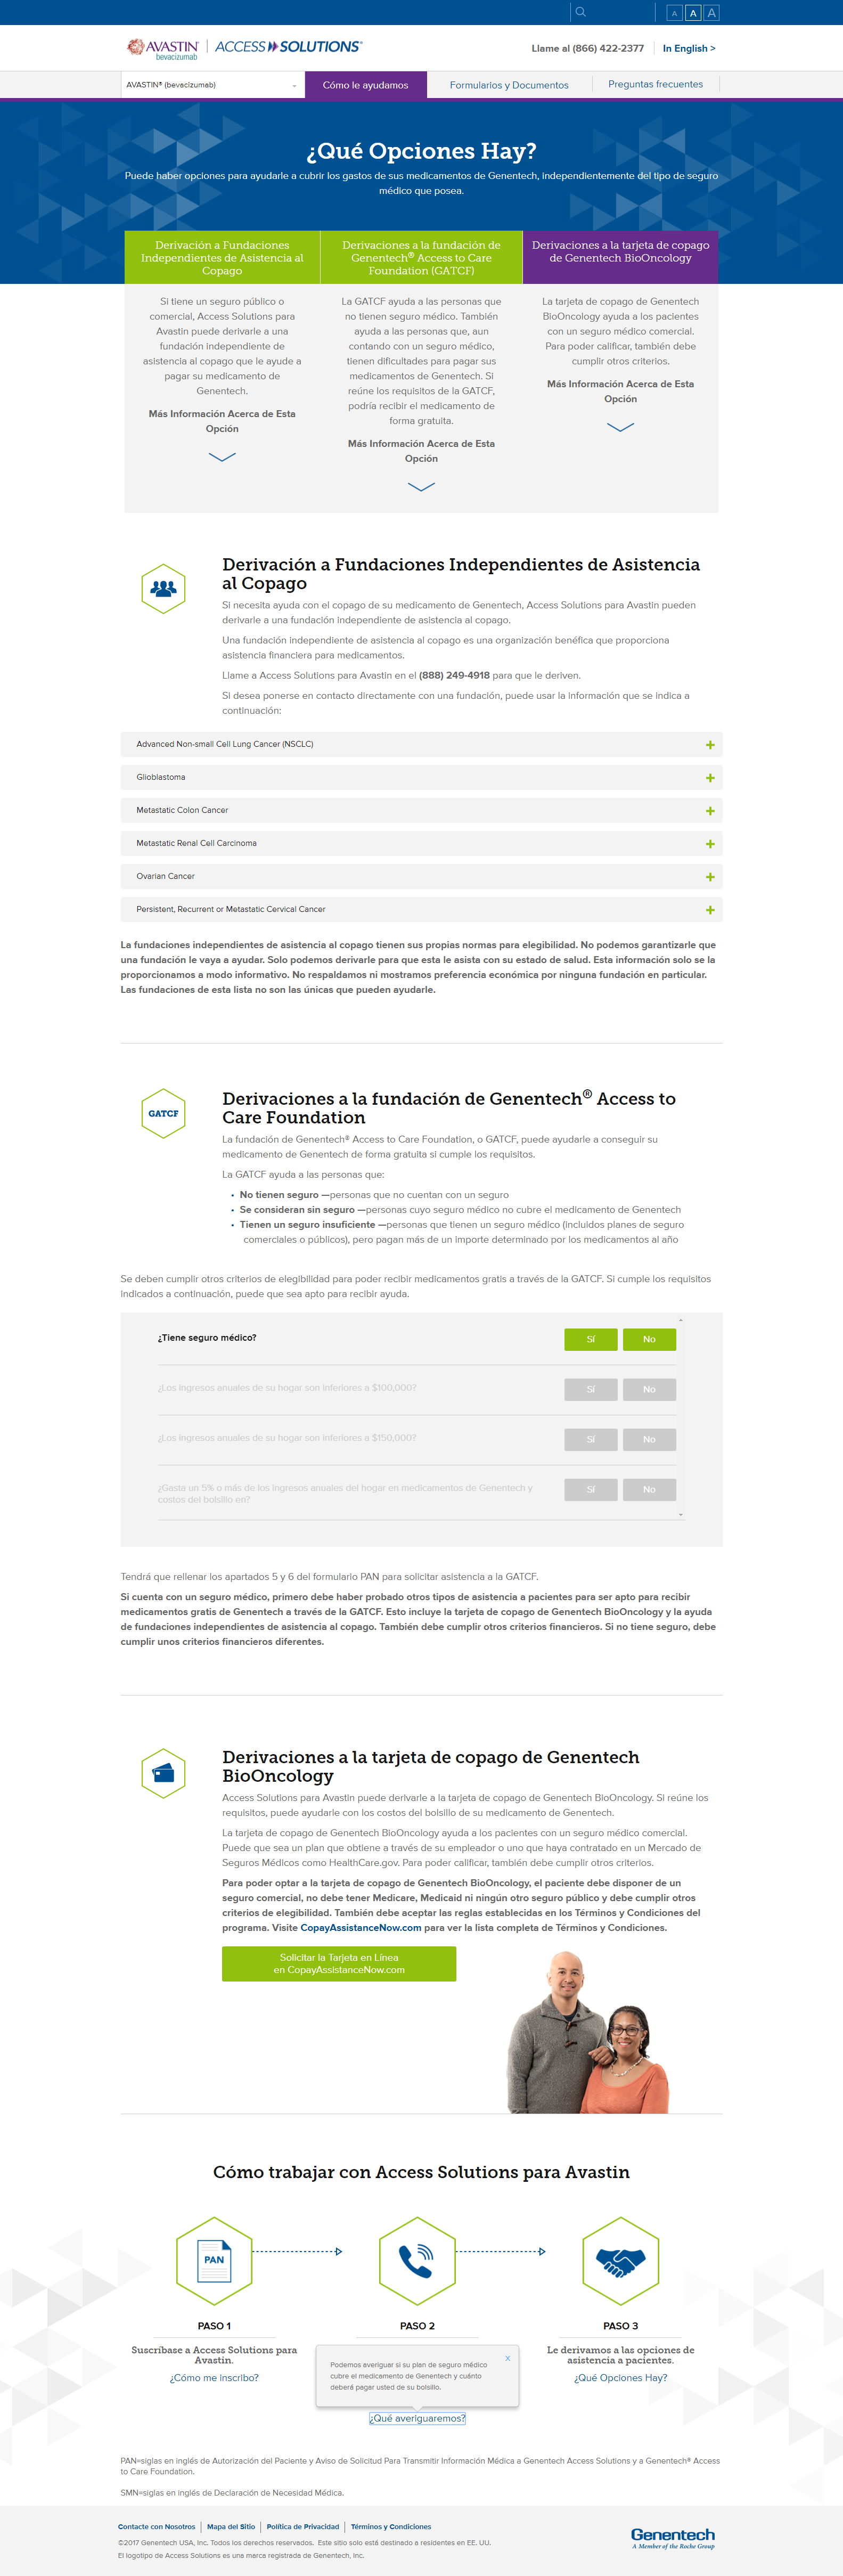 A A A
AVASTIN®
bevacizumab
ACCESS SOLUTIONS®
Llame al (866) 422-2377
In English >
AVASTIN® (bevacizumab)
Cómo le ayudamos
Formularios y Documentos
Preguntas frecuentes
¿Qué Opciones Hay?
Puede haber opciones para ayudarle a cubrir los gastos de sus medicamentos de Genentech, independientemente del tipo de seguro
médico que posea.
Derivación a Fundaciones
Independientes de Asistencia al
Copago
Si tiene un seguro público o
comercial, Access Solutions para
Avastin puede derivarle a una
fundación independiente de
asistencia al copago que le ayude a
pagar su medicamento de
Genentech.
Más Información Acerca de Esta
Opción
Derivaciones a la fundación de
Genentech® Access to Care
Foundation (GATCF)
La GATCF ayuda a las personas que
no tienen seguro médico. También
ayuda a las personas que, aun
contando con un seguro médico,
tienen dificultades para pagar sus
medicamentos de Genentech. Si
reúne los requisitos de la GATCF,
podría recibir el medicamento de
forma gratuita.
Más Información Acerca de Esta
Opción
Derivaciones a la tarjeta de copago
de Genentech BioOncology
La tarjeta de copago de Genentech
BioOncology ayuda a los pacientes
con un seguro médico comercial.
Para poder calificar, también debe
cumplir otros criterios.
Más Información Acerca de Esta
Opción
Derivación a Fundaciones Independientes de Asistencia
al Copago
Si necesita ayuda con el copago de su medicamento de Genentech, Access Solutions para Avastin pueden
derivarle a una fundación independiente de asistencia al copago.
Una fundación independiente de asistencia al copago es una organización benéfica que proporciona
asistencia financiera para medicamentos.
Llame a Access Solutions para Avastin en el (888) 249-4918 para que le deriven.
Si desea ponerse en contacto directamente con una fundación, puede usar la información que se indica a
continuación:
Advanced Non-small Cell Lung Cancer (NSCLC)
Glioblastoma
Metastatic Colon Cancer
Metastatic Renal Cell Carcinoma
Ovarian Cancer
Persistent, Recurrent or Metastatic Cervical Cancer
La fundaciones independientes de asistencia al copago tienen sus propias normas para elegibilidad. No podemos garantizarle que
una fundación le vaya a ayudar. Solo podemos derivarle para que esta le asista con su estado de salud. Esta información solo se la
proporcionamos a modo informativo. No respaldamos ni mostramos preferencia económica por ninguna fundación en particular.
Las fundaciones de esta lista no son las únicas que pueden ayudarle.
GATCF
Derivaciones a la fundación de Genentech® Access to
Care Foundation
La fundación de Genentech® Access to Care Foundation, o GATCF, puede ayudarle a conseguir su
medicamento de Genentech de forma gratuita si cumple los requisitos.
La GATCF ayuda a las personas que:
• No tienen seguro —personas que no cuentan con un seguro
• Se consideran sin seguro —personas cuyo seguro médico no cubre el medicamento de Genentech
• Tienen un seguro insuficiente —personas que tienen un seguro médico (incluidos planes de seguro
comerciales o públicos), pero pagan más de un importe determinado por los medicamentos al año
Se deben cumplir otros criterios de elegibilidad para poder recibir medicamentos gratis a través de la GATCF. Si cumple los requisitos
indicados a continuación, puede que sea apto para recibir ayuda.
¿Tiene seguro médico? Sí No
¿Los ingresos anuales de su hogar son inferiores a $100,000? Sí No
¿Los ingresos anuales de su hogar son inferiores a $150,000? Sí No
¿Gasta un 5% o más de los ingresos anuales del hogar en medicamentos de Genentech y
costos del bolsillo en? Sí No
Tendrá que rellenar los apartados 5 y 6 del formulario PAN para solicitar asistencia a la GATCF.
Si cuenta con un seguro médico, primero debe haber probado otros tipos de asistencia a pacientes para ser apto para recibir
medicamentos gratis de Genentech a través de la GATCF. Esto incluye la tarjeta de copago de Genentech BioOncology y la ayuda
de fundaciones independientes de asistencia al copago. También debe cumplir otros criterios financieros. Si no tiene seguro, debe
cumplir unos criterios financieros diferentes.
Derivaciones a la tarjeta de copago de Genentech
BioOncology
Access Solutions para Avastin puede derivarle a la tarjeta de copago de Genentech BioOncology. Si reúne los
requisitos, puede ayudarle con los costos del bolsillo de su medicamento de Genentech.
La tarjeta de copago de Genentech BioOncology ayuda a los pacientes con un seguro médico comercial.
Puede que sea un plan que obtiene a través de su empleador o uno que haya contratado en un Mercado de
Seguros Médicos como HealthCare.gov. Para poder calificar, también debe cumplir otros criterios.
Para poder optar a la tarjeta de copago de Genentech BioOncology, el paciente debe disponer de un
seguro comercial, no debe tener Medicare, Medicaid ni ningún otro seguro público y debe cumplir otros
criterios de elegibilidad. También debe aceptar las reglas establecidas en los Términos y Condiciones del
programa. Visite CopayAssistanceNow.com para ver la lista completa de Términos y Condiciones.
Solicitar la Tarjeta en Línea
en CopayAssistanceNow.com
Cómo trabajar con Access Solutions para Avastin
PAN
PASO 1
Suscríbase a Access Solutions para
Avastin.
¿Cómo me inscribo?
PASO 2
Podemos averiguar si su plan de seguro médico X
cubre el medicamento de Genentech y cuánto
deberá pagar usted de su bolsillo.
¿Qué averiguaremos?
PASO 3
Le derivamos a las opciones de
asistencia a pacientes.
¿Qué Opciones Hay?
PAN=siglas en inglés de Autorización del Paciente y Aviso de Solicitud Para Transmitir Información Médica a Genentech Access Solutions y a Genentech® Access
to Care Foundation.
SMN=siglas en inglés de Declaración de Necesidad Médica.
Contacte con Nosotros
Mapa del Sitio
Política de Privacidad
Términos y Condiciones
©2017 Genentech USA, Inc. Todos los derechos reservados. Este sitio solo está destinado a residentes en EE. UU.
El logotipo de Access Solutions es una marca registrada de Genentech, Inc.
Genentech
A Member of the Roche Group